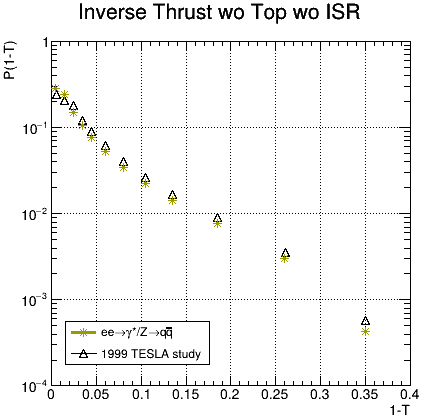 Inverse Thrust wo Top wo ISR
P(1-T)
1
10⁻¹
10⁻²
10⁻³
10⁻⁴
ee→γ*/Z→qq̅
1999 TESLA study
0 0.05 0.1 0.15 0.2 0.25 0.3 0.35 0.4
1-T